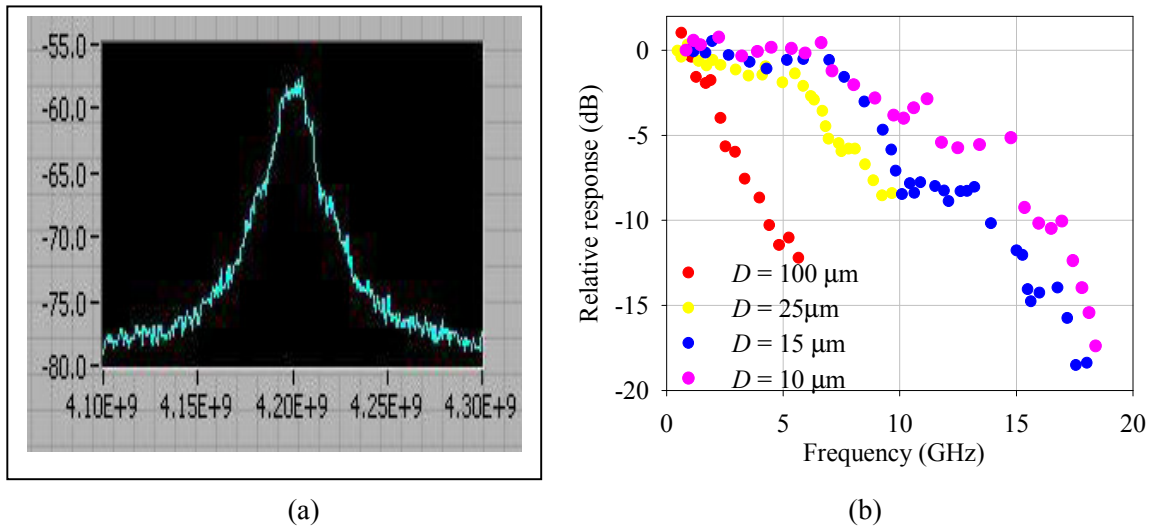 -55.0
-60.0
-65.0
-70.0
-75.0
-80.0
4.10E+9 4.15E+9 4.20E+9 4.25E+9 4.30E+9
(a)
Relative response (dB)
0
-5
-10
-15
-20
D = 100 μm
D = 25μm
D = 15 μm
D = 10 μm
0 5 10 15 20
Frequency (GHz)
(b)